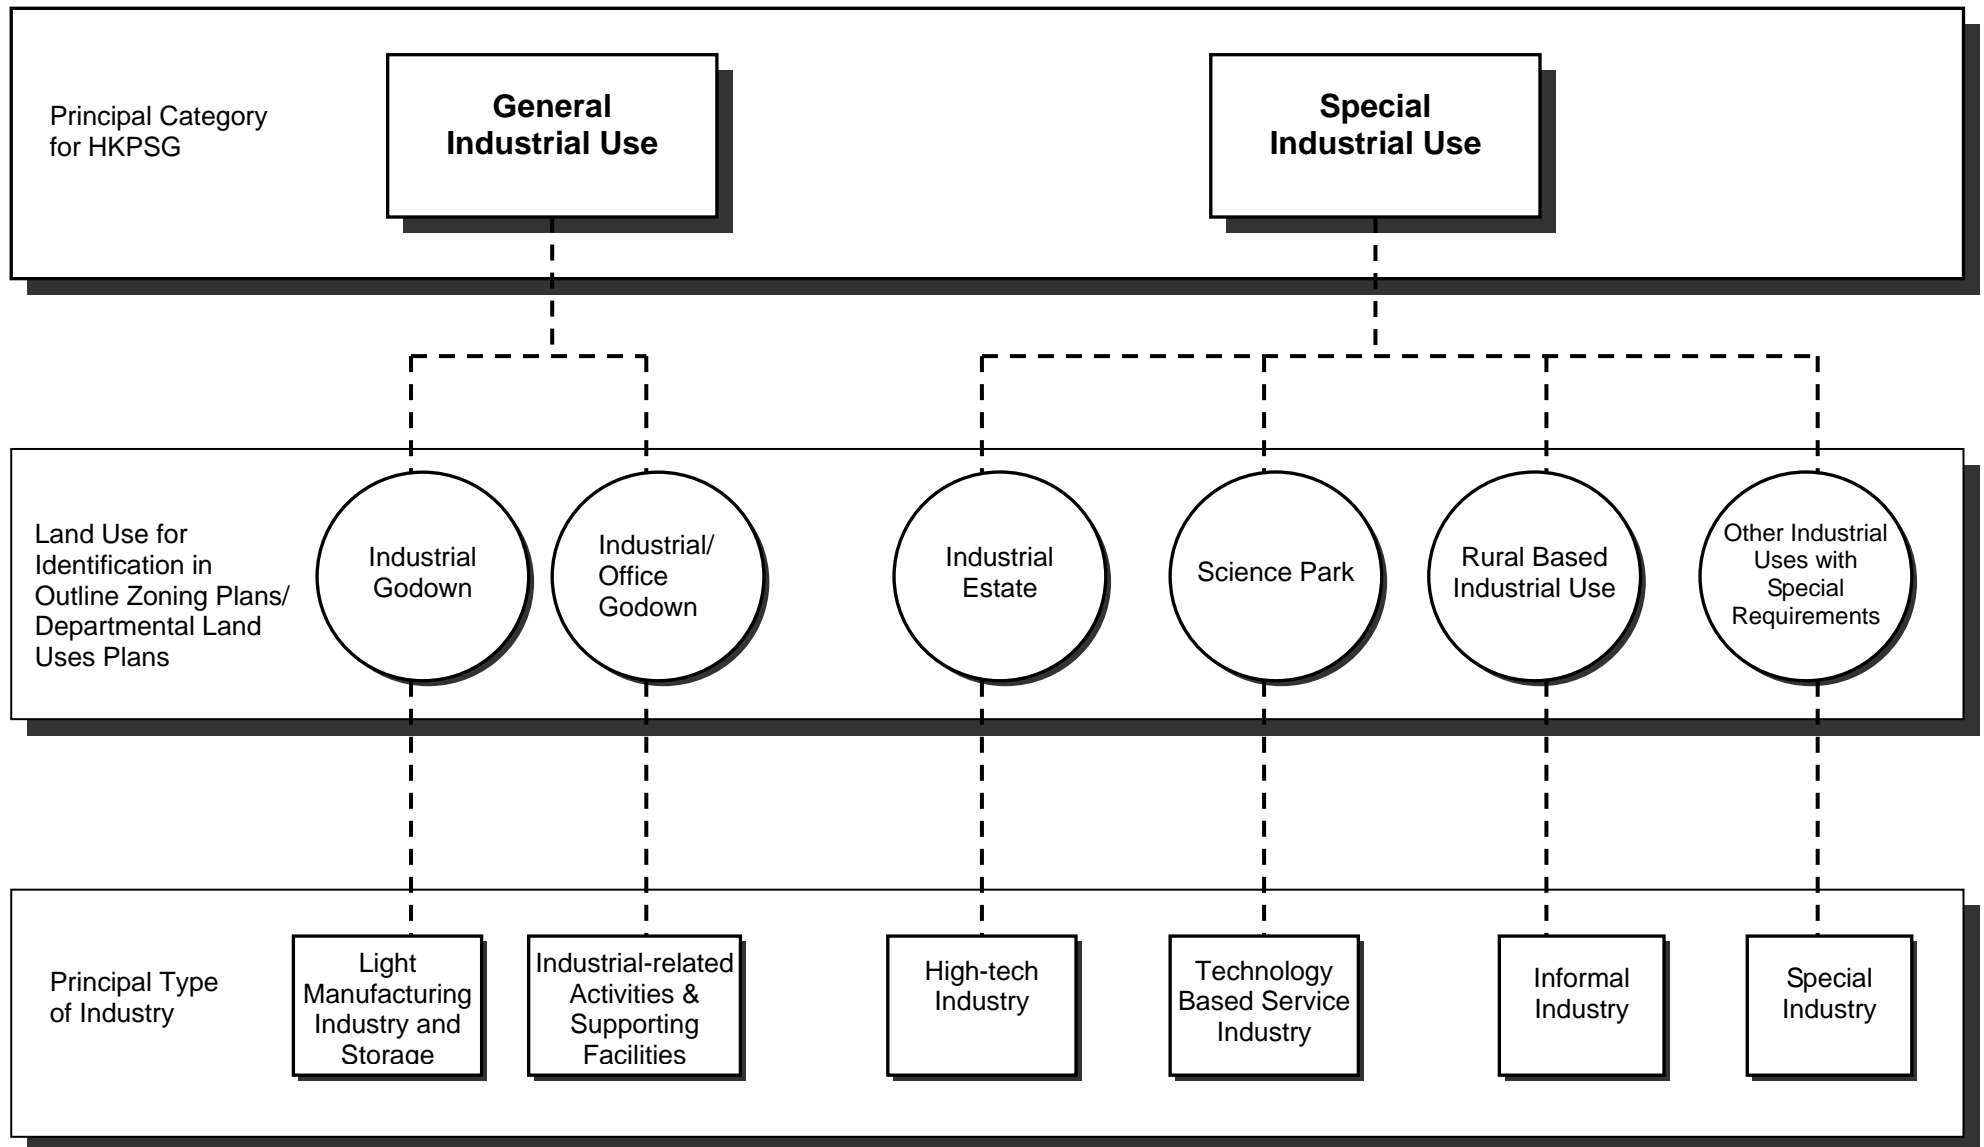 Principal Category
for HKPSG
General
Industrial Use
Special
Industrial Use
Land Use for
Identification in
Outline Zoning Plans/
Departmental Land
Uses Plans
Industrial
Godown
Industrial/
Office
Godown
Industrial
Estate
Science Park
Rural Based
Industrial Use
Other Industrial
Uses with
Special
Requirements
Principal Type
of Industry
Light
Manufacturing
Industry and
Storage
Industrial-related
Activities &
Supporting
Facilities
High-tech
Industry
Technology
Based Service
Industry
Informal
Industry
Special
Industry